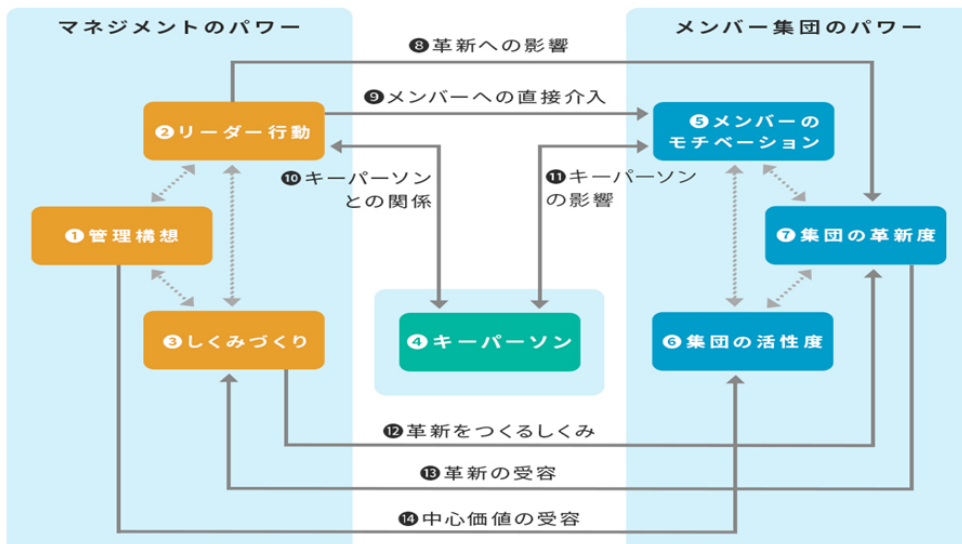 マネジメントのパワー
メンバー集団のパワー
❽革新への影響
❾メンバーへの直接介入
❷リーダー行動
❺メンバーの
モチベーション
❿キーパーソン
との関係
⓫キーパーソン
の影響
❶管理構想
❼集団の革新度
❸しくみづくり
❹キーパーソン
❻集団の活性度
⓬革新をつくるしくみ
⓭革新の受容
⓮中心価値の受容